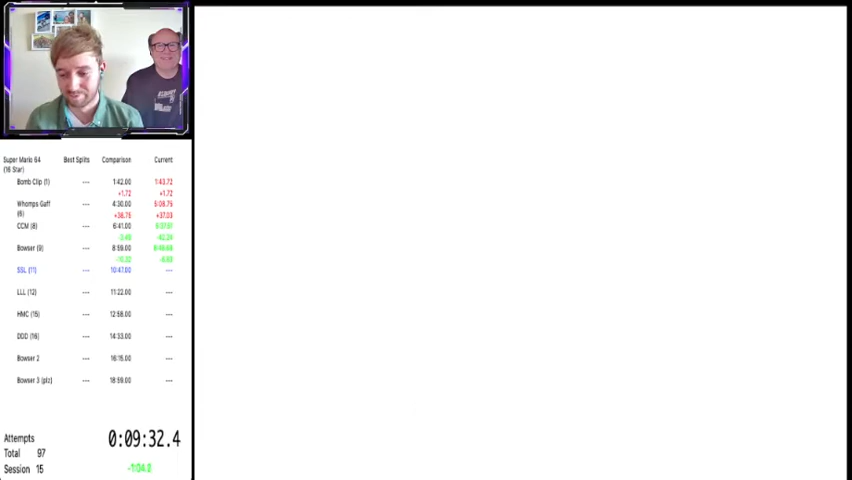 Super Mario 64 Best Splits Comparison Current
(16 Star)
Bomb Clip (1) --- 1:42.00 1:43.72
+1.72 +1.72
Whomps Gaff --- 4:30.00 5:08.75
(6) +38.75 +37.03
CCM (8) --- 6:41.00
Bowser (9) --- 8:59.00
SSL (11) --- 10:47.00 ---
LLL (12) --- 11:22.00 ---
HMC (15) --- 12:58.00 ---
DDD (16) --- 14:33.00 ---
Bowser 2 --- 16:15.00 ---
Bowser 3 (plz) --- 18:59.00 ---
Attempts 0:09:32.4
Total 97
Session 15 -1:04.0